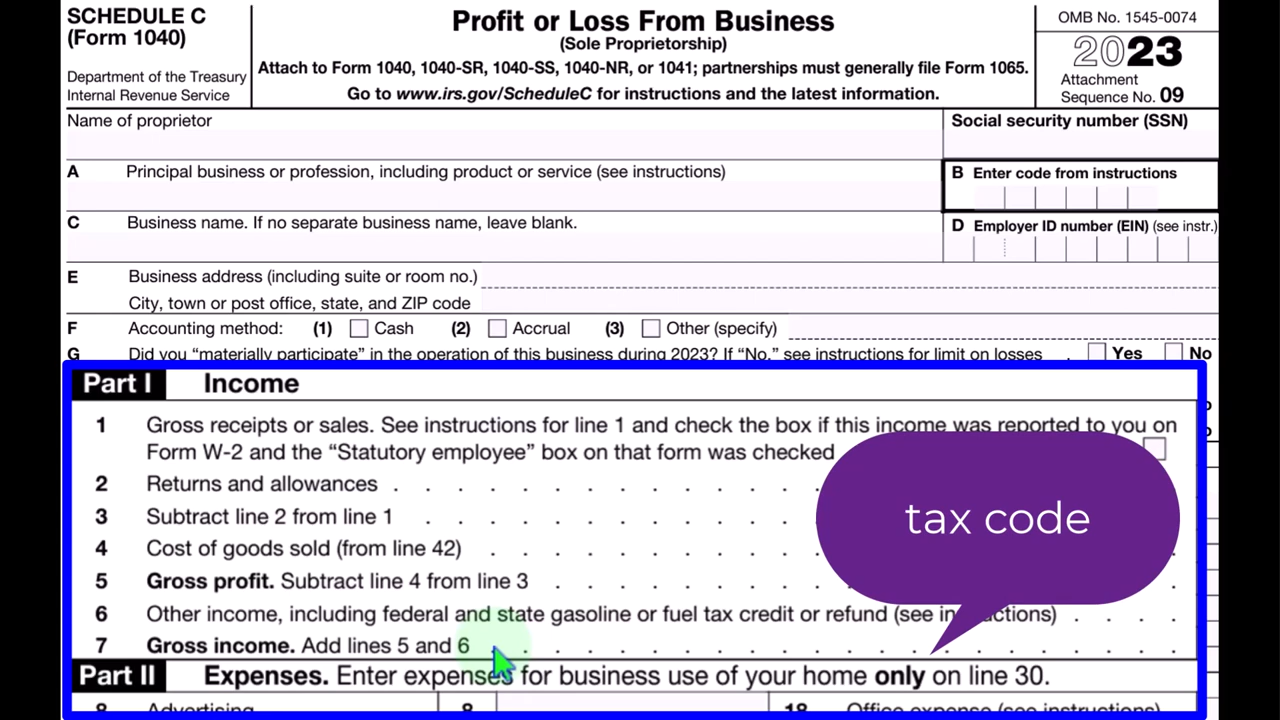 SCHEDULE C
(Form 1040)
Department of the Treasury
Internal Revenue Service
Profit or Loss From Business
(Sole Proprietorship)
Attach to Form 1040, 1040-SR, 1040-SS, 1040-NR, or 1041; partnerships must generally file Form 1065.
Go to www.irs.gov/ScheduleC for instructions and the latest information.
OMB No. 1545-0074
2023
Attachment
Sequence No. 09
Name of proprietor
Social security number (SSN)
A Principal business or profession, including product or service (see instructions)
B Enter code from instructions
C Business name. If no separate business name, leave blank.
D Employer ID number (EIN) (see instr.)
E Business address (including suite or room no.)
City, town or post office, state, and ZIP code
F Accounting method: (1) Cash (2) Accrual (3) Other (specify)
G Did you “materially participate” in the operation of this business during 2023? If “No,” see instructions for limit on losses . Yes No
Part I Income
1 Gross receipts or sales. See instructions for line 1 and check the box if this income was reported to you on
Form W-2 and the “Statutory employee” box on that form was checked
2 Returns and allowances . . . . . . . . . . . . .
3 Subtract line 2 from line 1 . . . . . . . . . . . .
4 Cost of goods sold (from line 42) . . . . . . . . . .
5 Gross profit. Subtract line 4 from line 3 . . . . . . . .
6 Other income, including federal and state gasoline or fuel tax credit or refund (see . . . .
7 Gross income. Add lines 5 and 6 . . . . . . . . . . . . . . . . . . . .
tax code
Part II Expenses. Enter expenses for business use of your home only on line 30.
8 Advertising 8 18 Office expense (see instructions)